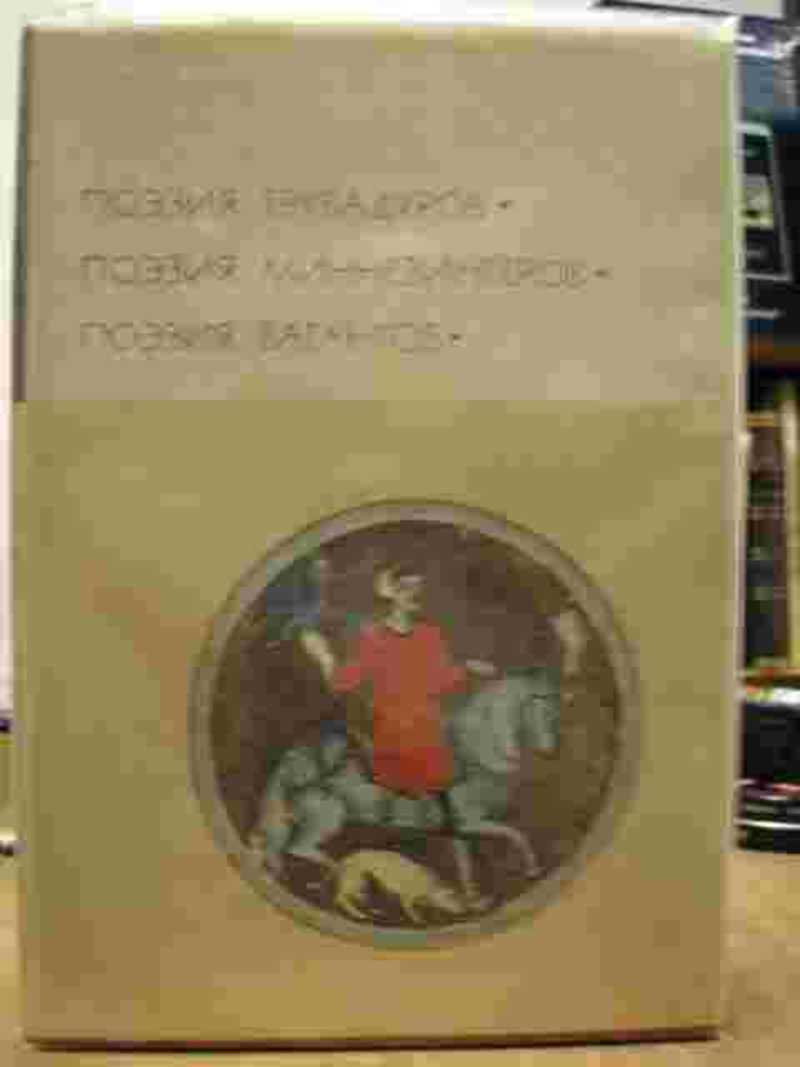 ПОЭЗИЯ ТРУБАДУРОВ •
ПОЭЗИЯ МИННЕЗИНГЕРОВ •
ПОЭЗИЯ ВАГАНТОВ •